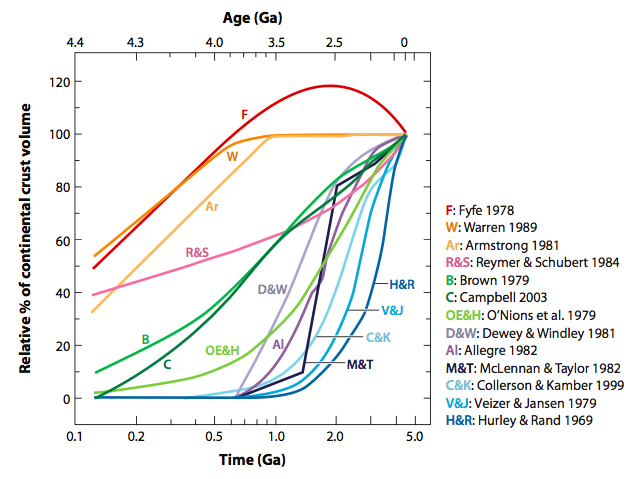 Age (Ga)
4.4 4.3 4.0 3.5 2.5 0
Relative % of continental crust volume
120
100
80
60
40
20
0
F
W
Ar
R&S
B
C
OE&H
D&W
Al
H&R
V&J
C&K
M&T
0.1 0.2 0.5 1.0 2.0 5.0
Time (Ga)
F: Fyfe 1978
W: Warren 1989
Ar: Armstrong 1981
R&S: Reymer & Schubert 1984
B: Brown 1979
C: Campbell 2003
OE&H: O'Nions et al. 1979
D&W: Dewey & Windley 1981
Al: Allegre 1982
M&T: McLennan & Taylor 1982
C&K: Collerson & Kamber 1999
V&J: Veizer & Jansen 1979
H&R: Hurley & Rand 1969